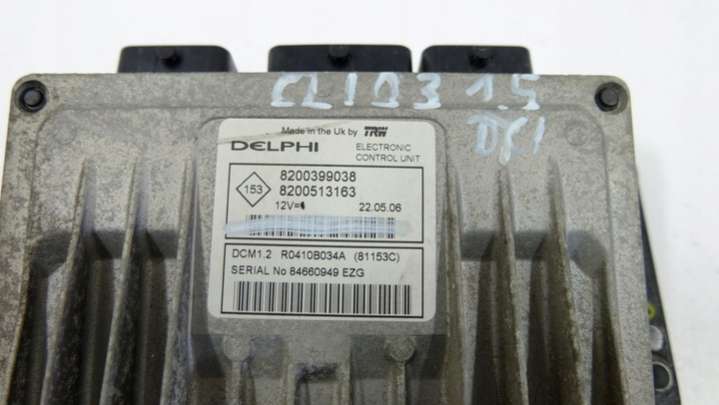 CLIO 3 1.5
DCI
Made in the Uk by TRW
DELPHI
ELECTRONIC
CONTROL UNIT
153
8200399038
8200513163
12V=
22.05.06
DCM1.2 R0410B034A (81153C)
SERIAL No 84660949 EZG